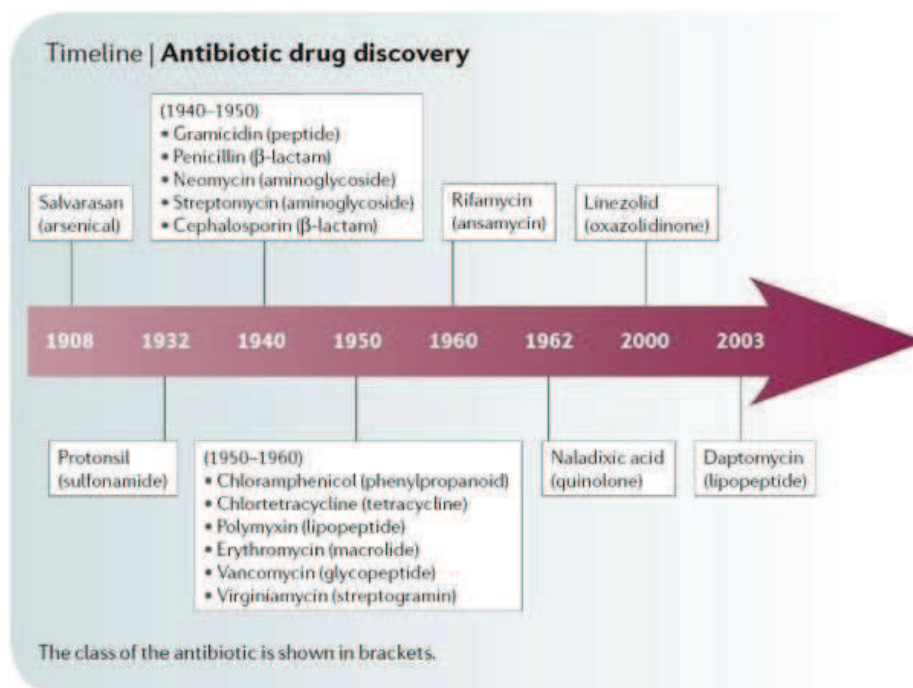 Timeline | Antibiotic drug discovery
(1940–1950)
• Gramicidin (peptide)
• Penicillin (β-lactam)
• Neomycin (aminoglycoside)
• Streptomycin (aminoglycoside)
• Cephalosporin (β-lactam)
Salvarasan
(arsenical)
Rifamycin
(ansamycin)
Linezolid
(oxazolidinone)
1908 1932 1940 1950 1960 1962 2000 2003
Protonsil
(sulfonamide)
(1950–1960)
• Chloramphenicol (phenylpropanoid)
• Chlortetracycline (tetracycline)
• Polymyxin (lipopeptide)
• Erythromycin (macrolide)
• Vancomycin (glycopeptide)
• Virginiamycin (streptogramin)
Naladixic acid
(quinolone)
Daptomycin
(lipopeptide)
The class of the antibiotic is shown in brackets.